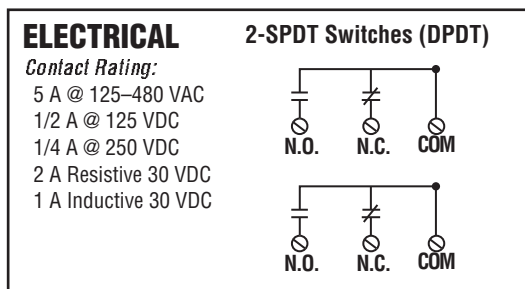 ELECTRICAL
Contact Rating:
5 A @ 125–480 VAC
1/2 A @ 125 VDC
1/4 A @ 250 VDC
2 A Resistive 30 VDC
1 A Inductive 30 VDC
2-SPDT Switches (DPDT)
N.O. N.C. COM
N.O. N.C. COM